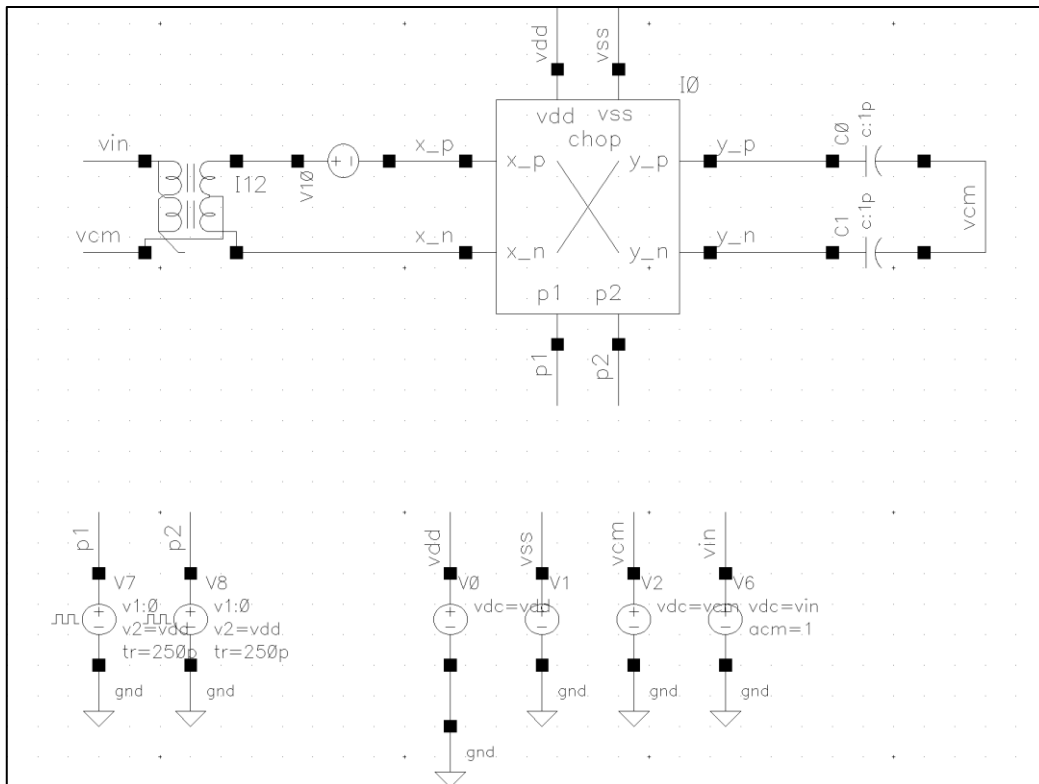 vdd
vss
I0
vdd
vss
chop
C0
c:1p
vin
x_p
x_p
y_p
y_p
I12
V10
vcm
vcm
x_n
x_n
y_n
y_n
C1
c:1p
p1
p2
p1
p2
p1
p2
vdd
vss
vcm
vin
V7
V8
V0
V1
V2
V6
v1:0
v1:0
vdc=vdd
vdc=vcm
vdc=vin
v2=vdd
v2=vdd
acm=1
tr=250p
tr=250p
gnd
gnd
gnd
gnd
gnd
gnd